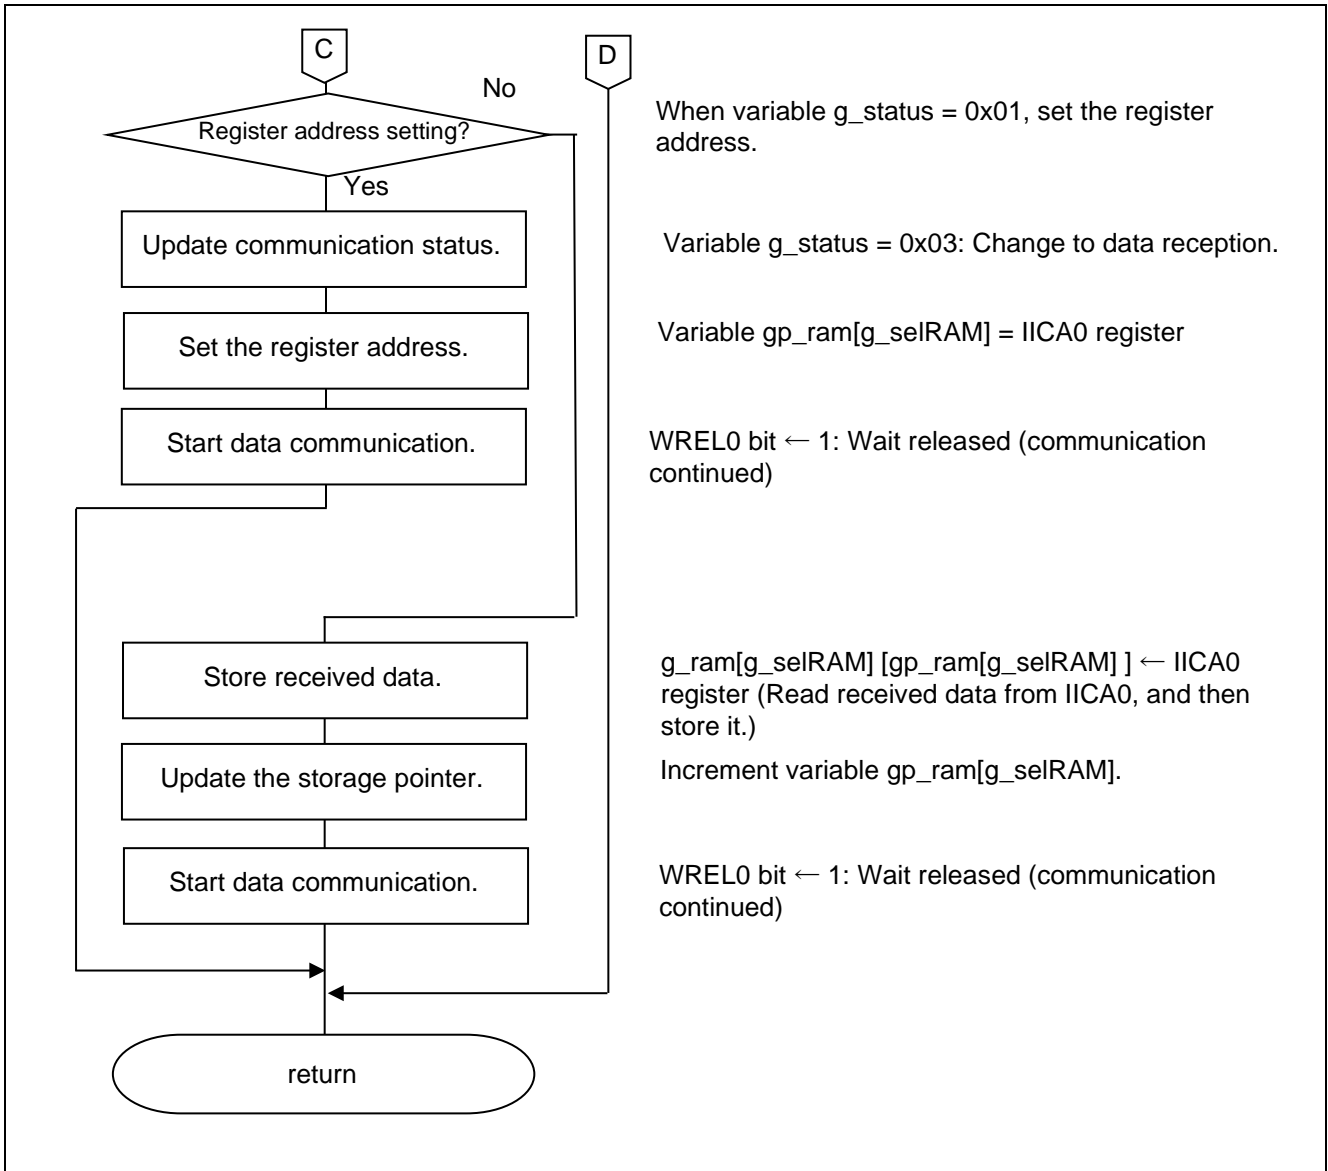 C
D
No
Register address setting?
When variable g_status = 0x01, set the register
address.
Yes
Update communication status.
Variable g_status = 0x03: Change to data reception.
Set the register address.
Variable gp_ram[g_selRAM] = IICA0 register
Start data communication.
WREL0 bit ← 1: Wait released (communication
continued)
Store received data.
g_ram[g_selRAM] [gp_ram[g_selRAM] ] ← IICA0
register (Read received data from IICA0, and then
store it.)
Update the storage pointer.
Increment variable gp_ram[g_selRAM].
Start data communication.
WREL0 bit ← 1: Wait released (communication
continued)
return